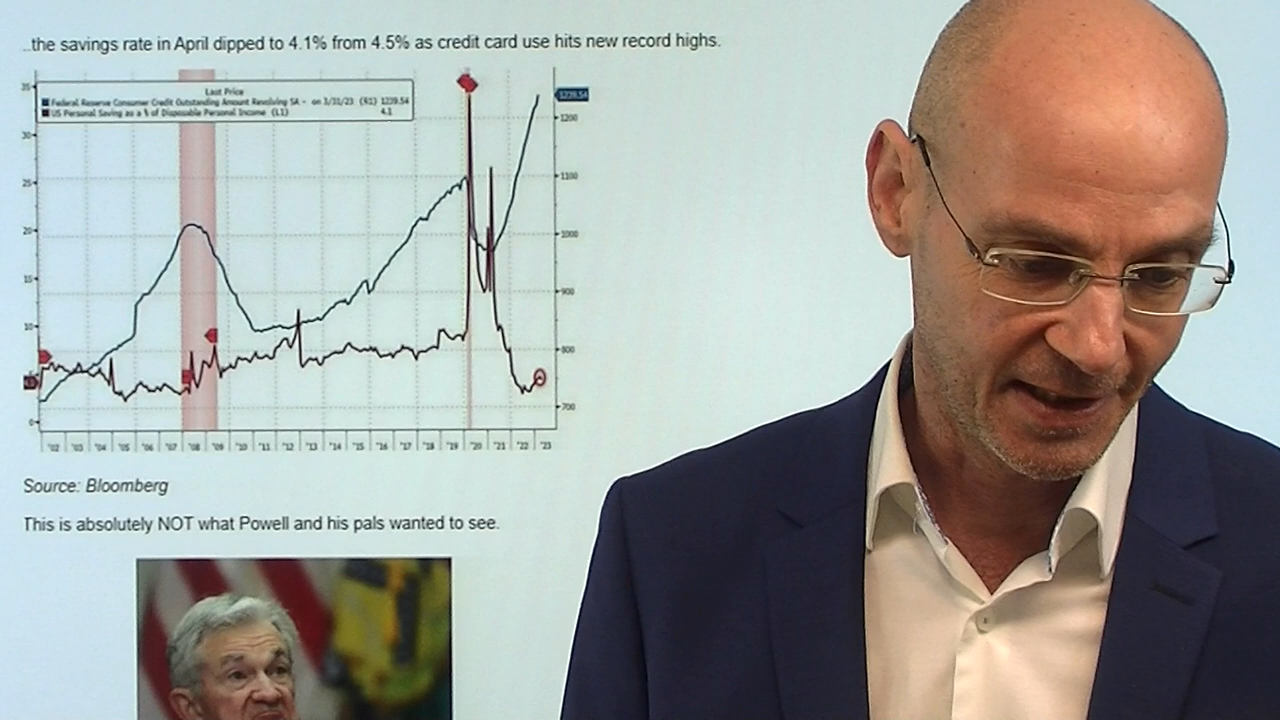 ..the savings rate in April dipped to 4.1% from 4.5% as credit card use hits new record highs.
Last Price
Federal Reserve Consumer Credit Outstanding Amount Revolving SA - on 3/31/23 (R1) 1239.54
US Personal Saving as a % of Disposable Personal Income (L1) 4.1
35
30
25
20
15
10
0
1239.54
1200
1100
1000
900
800
700
'02 '03 '04 '05 '06 '07 '08 '09 '10 '11 '12 '13 '14 '15 '16 '17 '18 '19 '20 '21 '22 '23
Source: Bloomberg
This is absolutely NOT what Powell and his pals wanted to see.